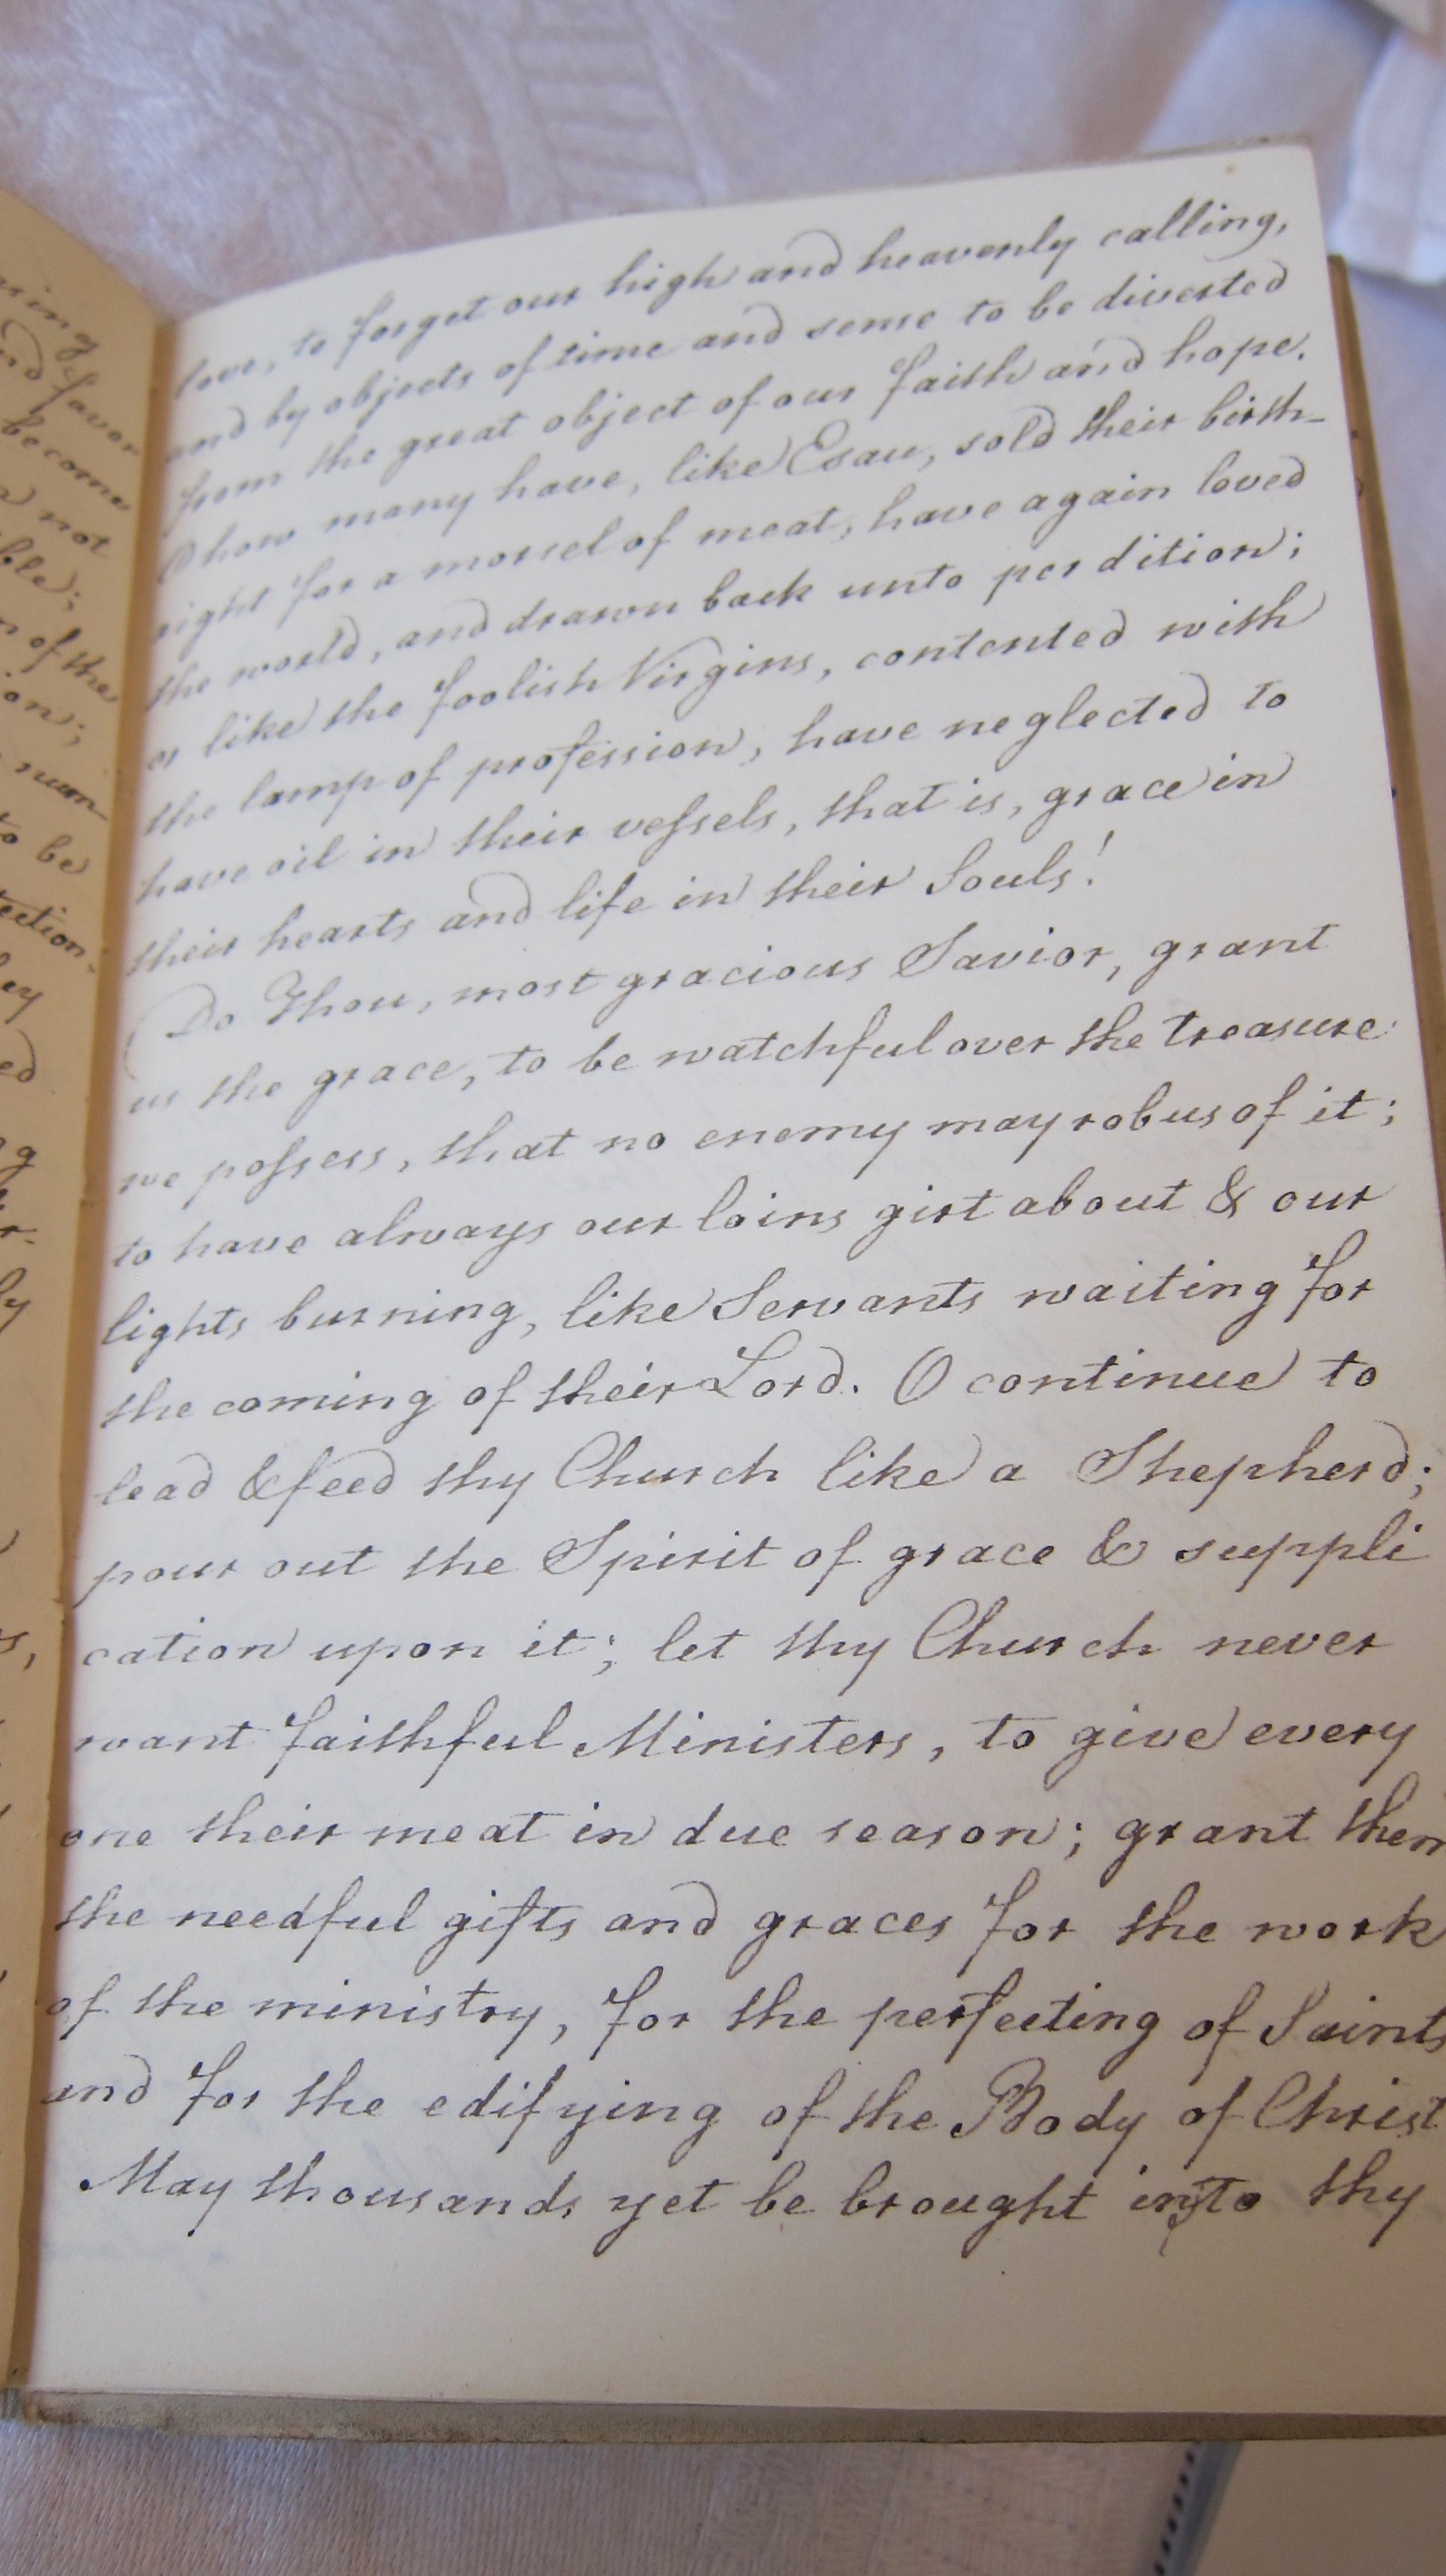 sing
nd favor
become
not
ble;
n of the
on;
num
to be
tection.
ey
ed
g
r.
ly
s,
love, to forget our high and heavenly calling,
and by objects of time and sense to be diverted
from the great object of our faith and hope.
O how many have, like Esau, sold their birth-
right for a morsel of meat, have again loved
the world, and drawn back unto perdition;
or like the foolish Virgins, contented with
the lamp of profession, have neglected to
have oil in their veſsels, that is, grace in
their hearts and life in their Souls!
Do Thou, most gracious Savior, grant
us the grace, to be watchful over the treasure
we poſsess, that no enemy may rob us of it;
to have always our loins girt about & our
lights burning, like Servants waiting for
the coming of their Lord. O continue to
lead & feed thy Church like a Shepherd;
pour out the Spirit of grace & suppli
cation upon it; let thy Church never
want faithful Ministers, to give every
one their meat in due season; grant them
the needful gifts and graces for the work
of the ministry, for the perfecting of Saints
and for the edifying of the Body of Christ
May thousands yet be brought into thy